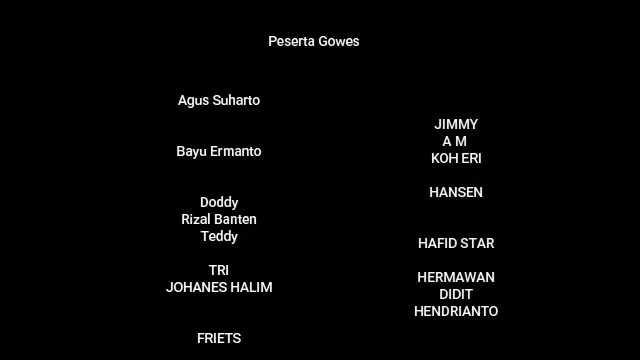 Peserta Gowes
Agus Suharto
Bayu Ermanto
Doddy
Rizal Banten
Teddy
TRI
JOHANES HALIM
FRIETS
JIMMY
A M
KOH ERI
HANSEN
HAFID STAR
HERMAWAN
DIDIT
HENDRIANTO